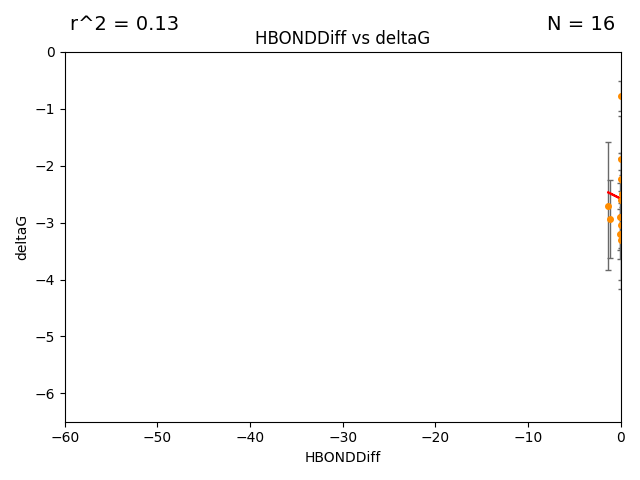 r^2 = 0.13
N = 16
HBONDDiff vs deltaG
deltaG
0
−1
−2
−3
−4
−5
−6
−60
−50
−40
−30
−20
−10
0
HBONDDiff